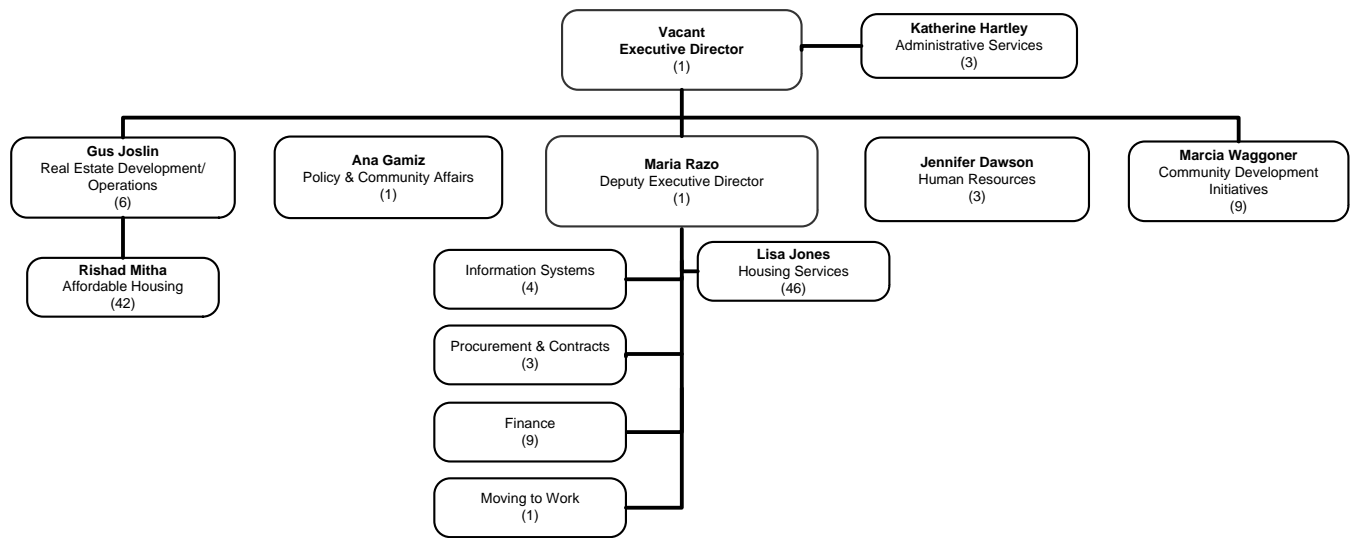 Vacant
Executive Director
(1)
Katherine Hartley
Administrative Services
(3)
Gus Joslin
Real Estate Development/
Operations
(6)
Ana Gamiz
Policy & Community Affairs
(1)
Maria Razo
Deputy Executive Director
(1)
Jennifer Dawson
Human Resources
(3)
Marcia Waggoner
Community Development
Initiatives
(9)
Rishad Mitha
Affordable Housing
(42)
Information Systems
(4)
Lisa Jones
Housing Services
(46)
Procurement & Contracts
(3)
Finance
(9)
Moving to Work
(1)